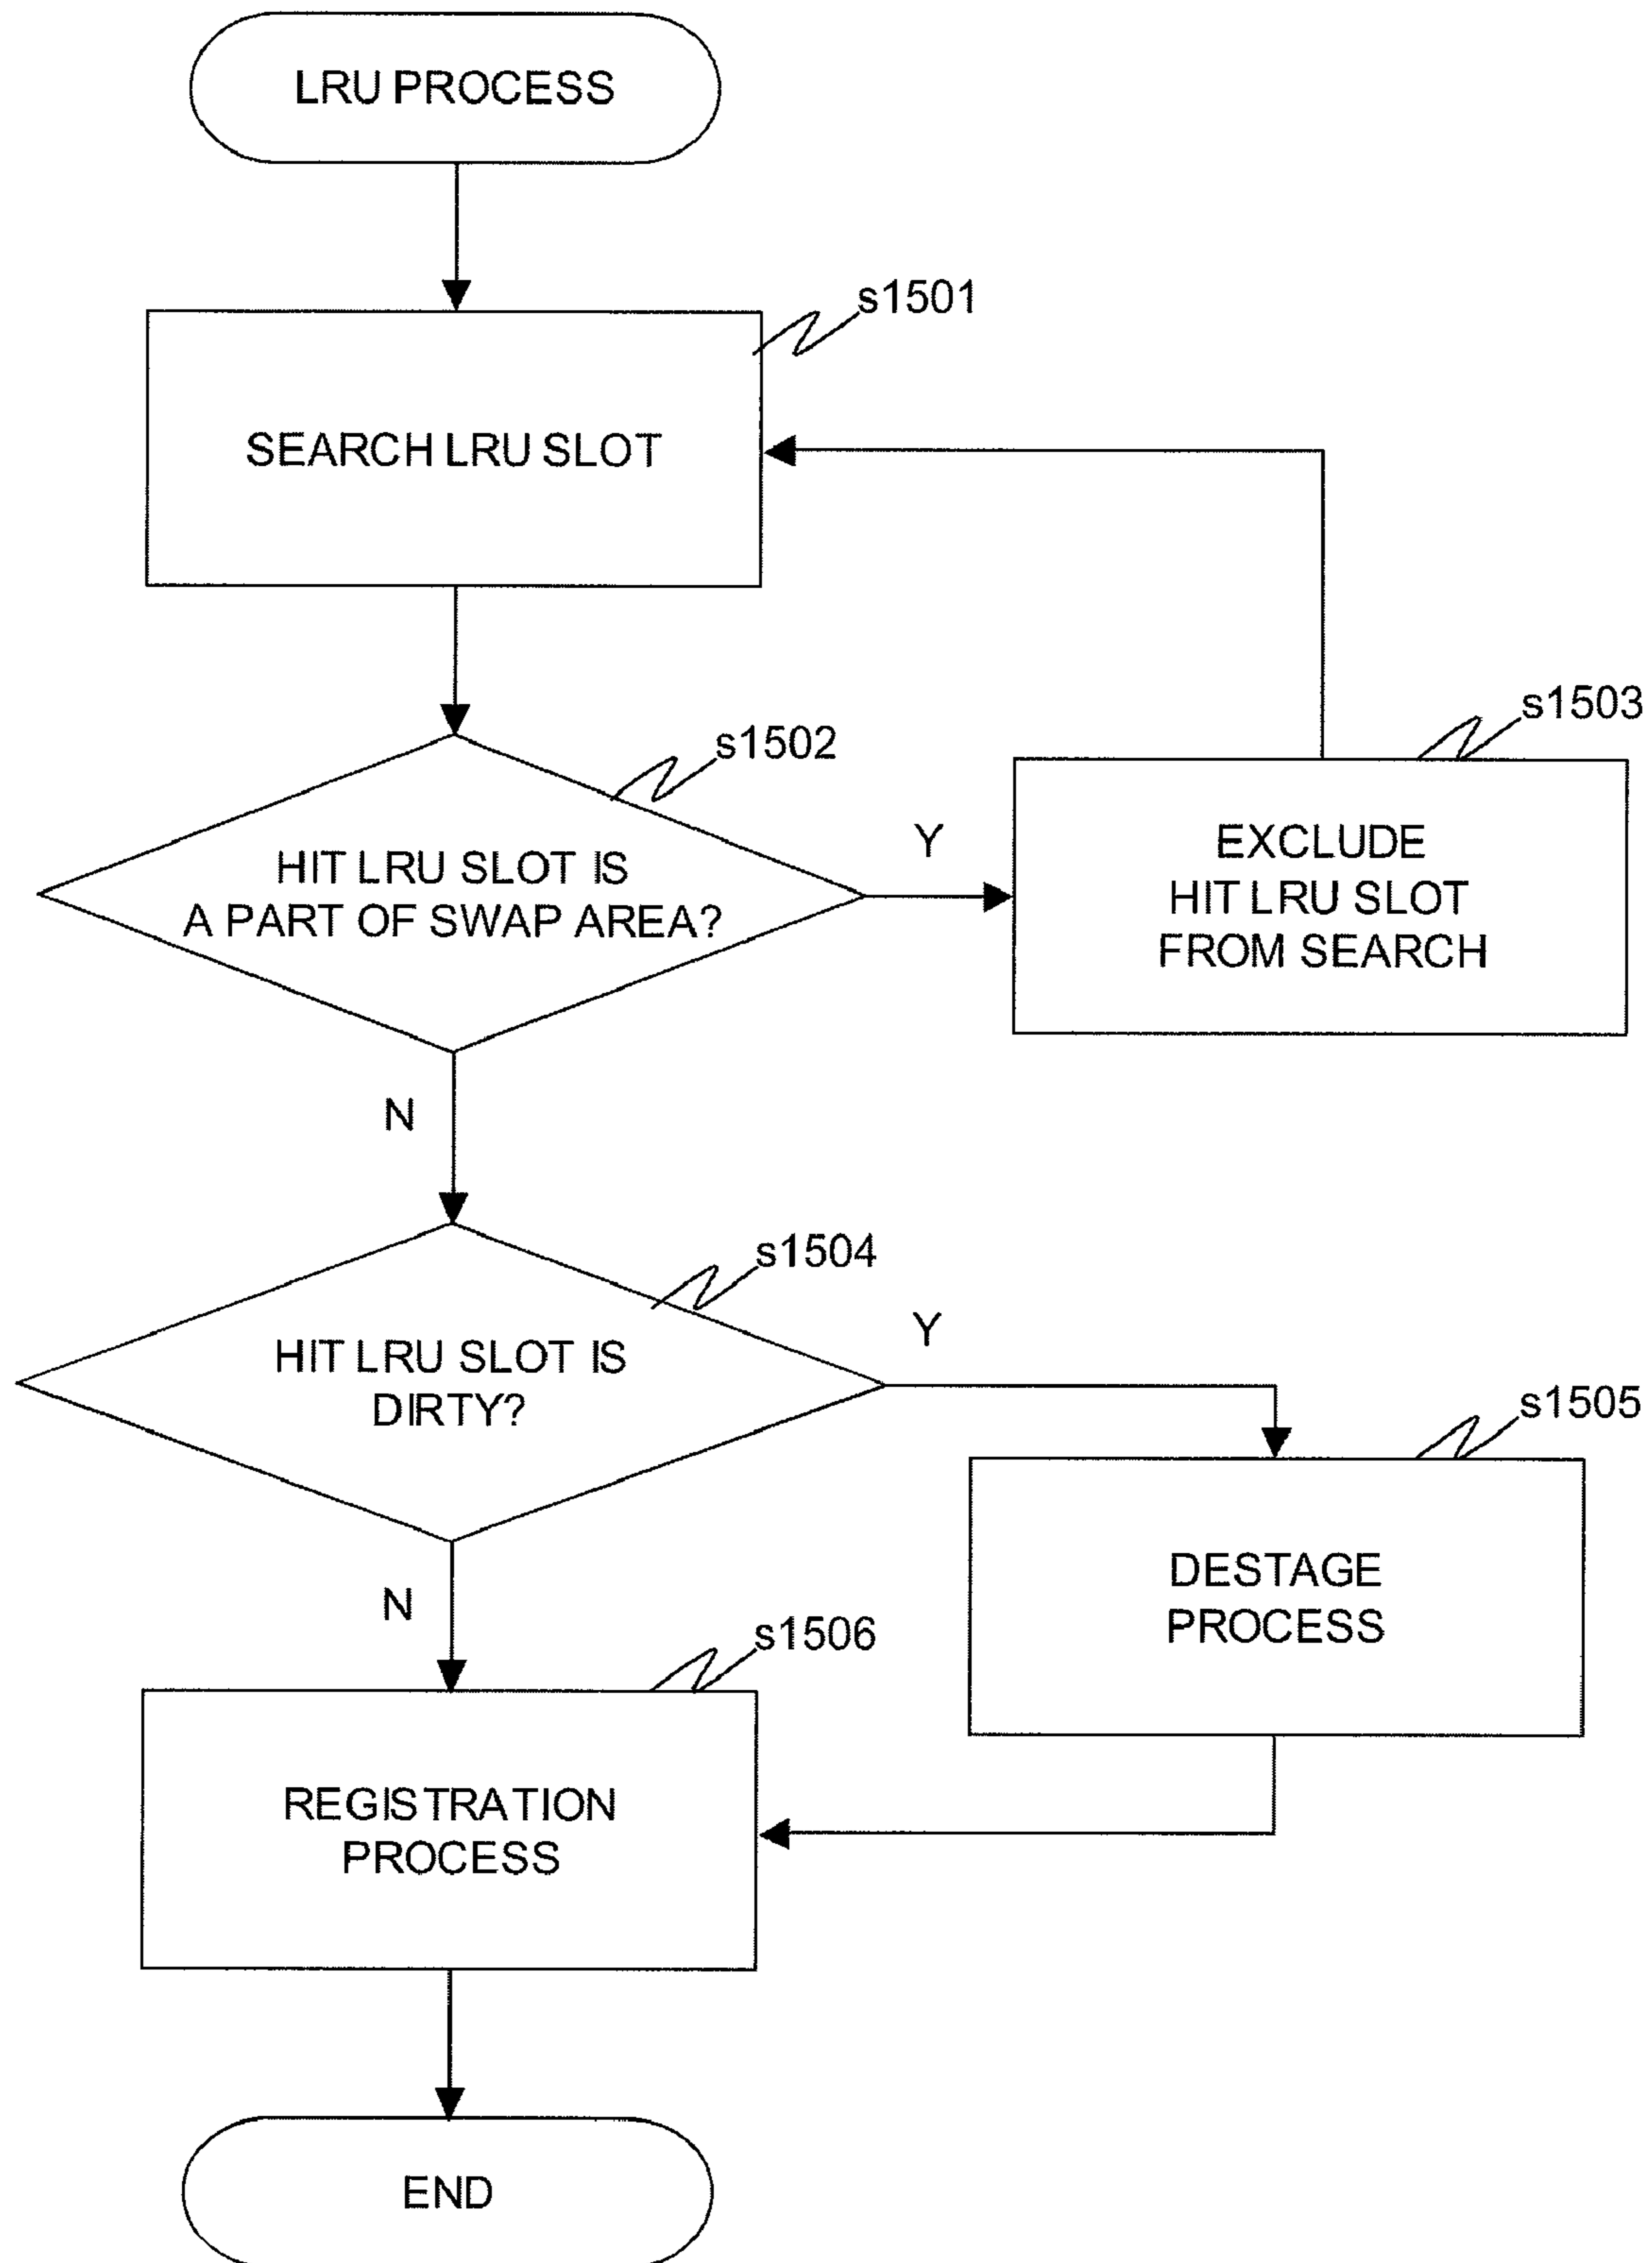 LRU PROCESS
s1501
SEARCH LRU SLOT
s1502
HIT LRU SLOT IS
A PART OF SWAP AREA?
Y
s1503
EXCLUDE
HIT LRU SLOT
FROM SEARCH
N
s1504
HIT LRU SLOT IS
DIRTY?
Y
s1505
DESTAGE
PROCESS
N
s1506
REGISTRATION
PROCESS
END